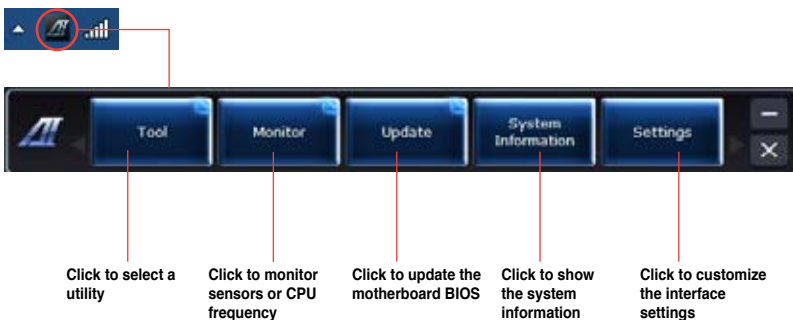 Tool
Monitor
Update
System
Information
Settings
Click to select a
utility
Click to monitor
sensors or CPU
frequency
Click to update the
motherboard BIOS
Click to show
the system
information
Click to customize
the interface
settings